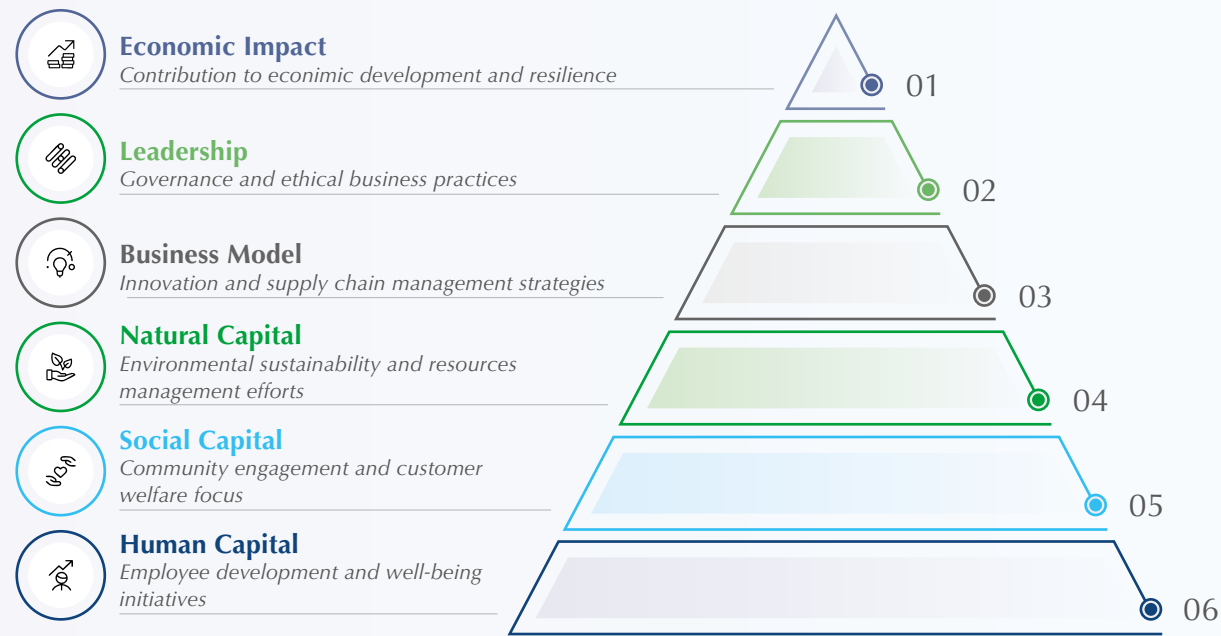 Economic Impact
Contribution to econimic development and resilience
01
Leadership
Governance and ethical business practices
02
Business Model
Innovation and supply chain management strategies
03
Natural Capital
Environmental sustainability and resources
management efforts
04
Social Capital
Community engagement and customer
welfare focus
05
Human Capital
Employee development and well-being
initiatives
06